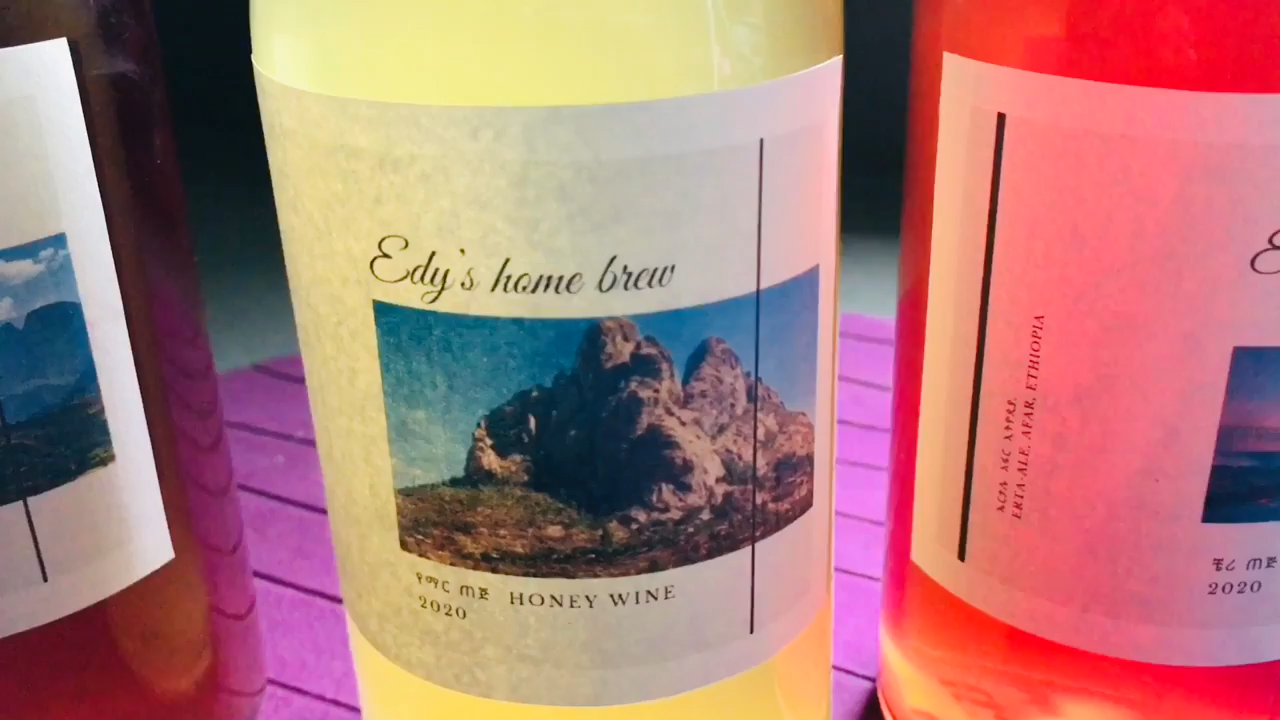 Edy's home brew
የማር ጠጅ HONEY WINE
2020
ERTA-ALE, AFAR, ETHIOPIA
2020